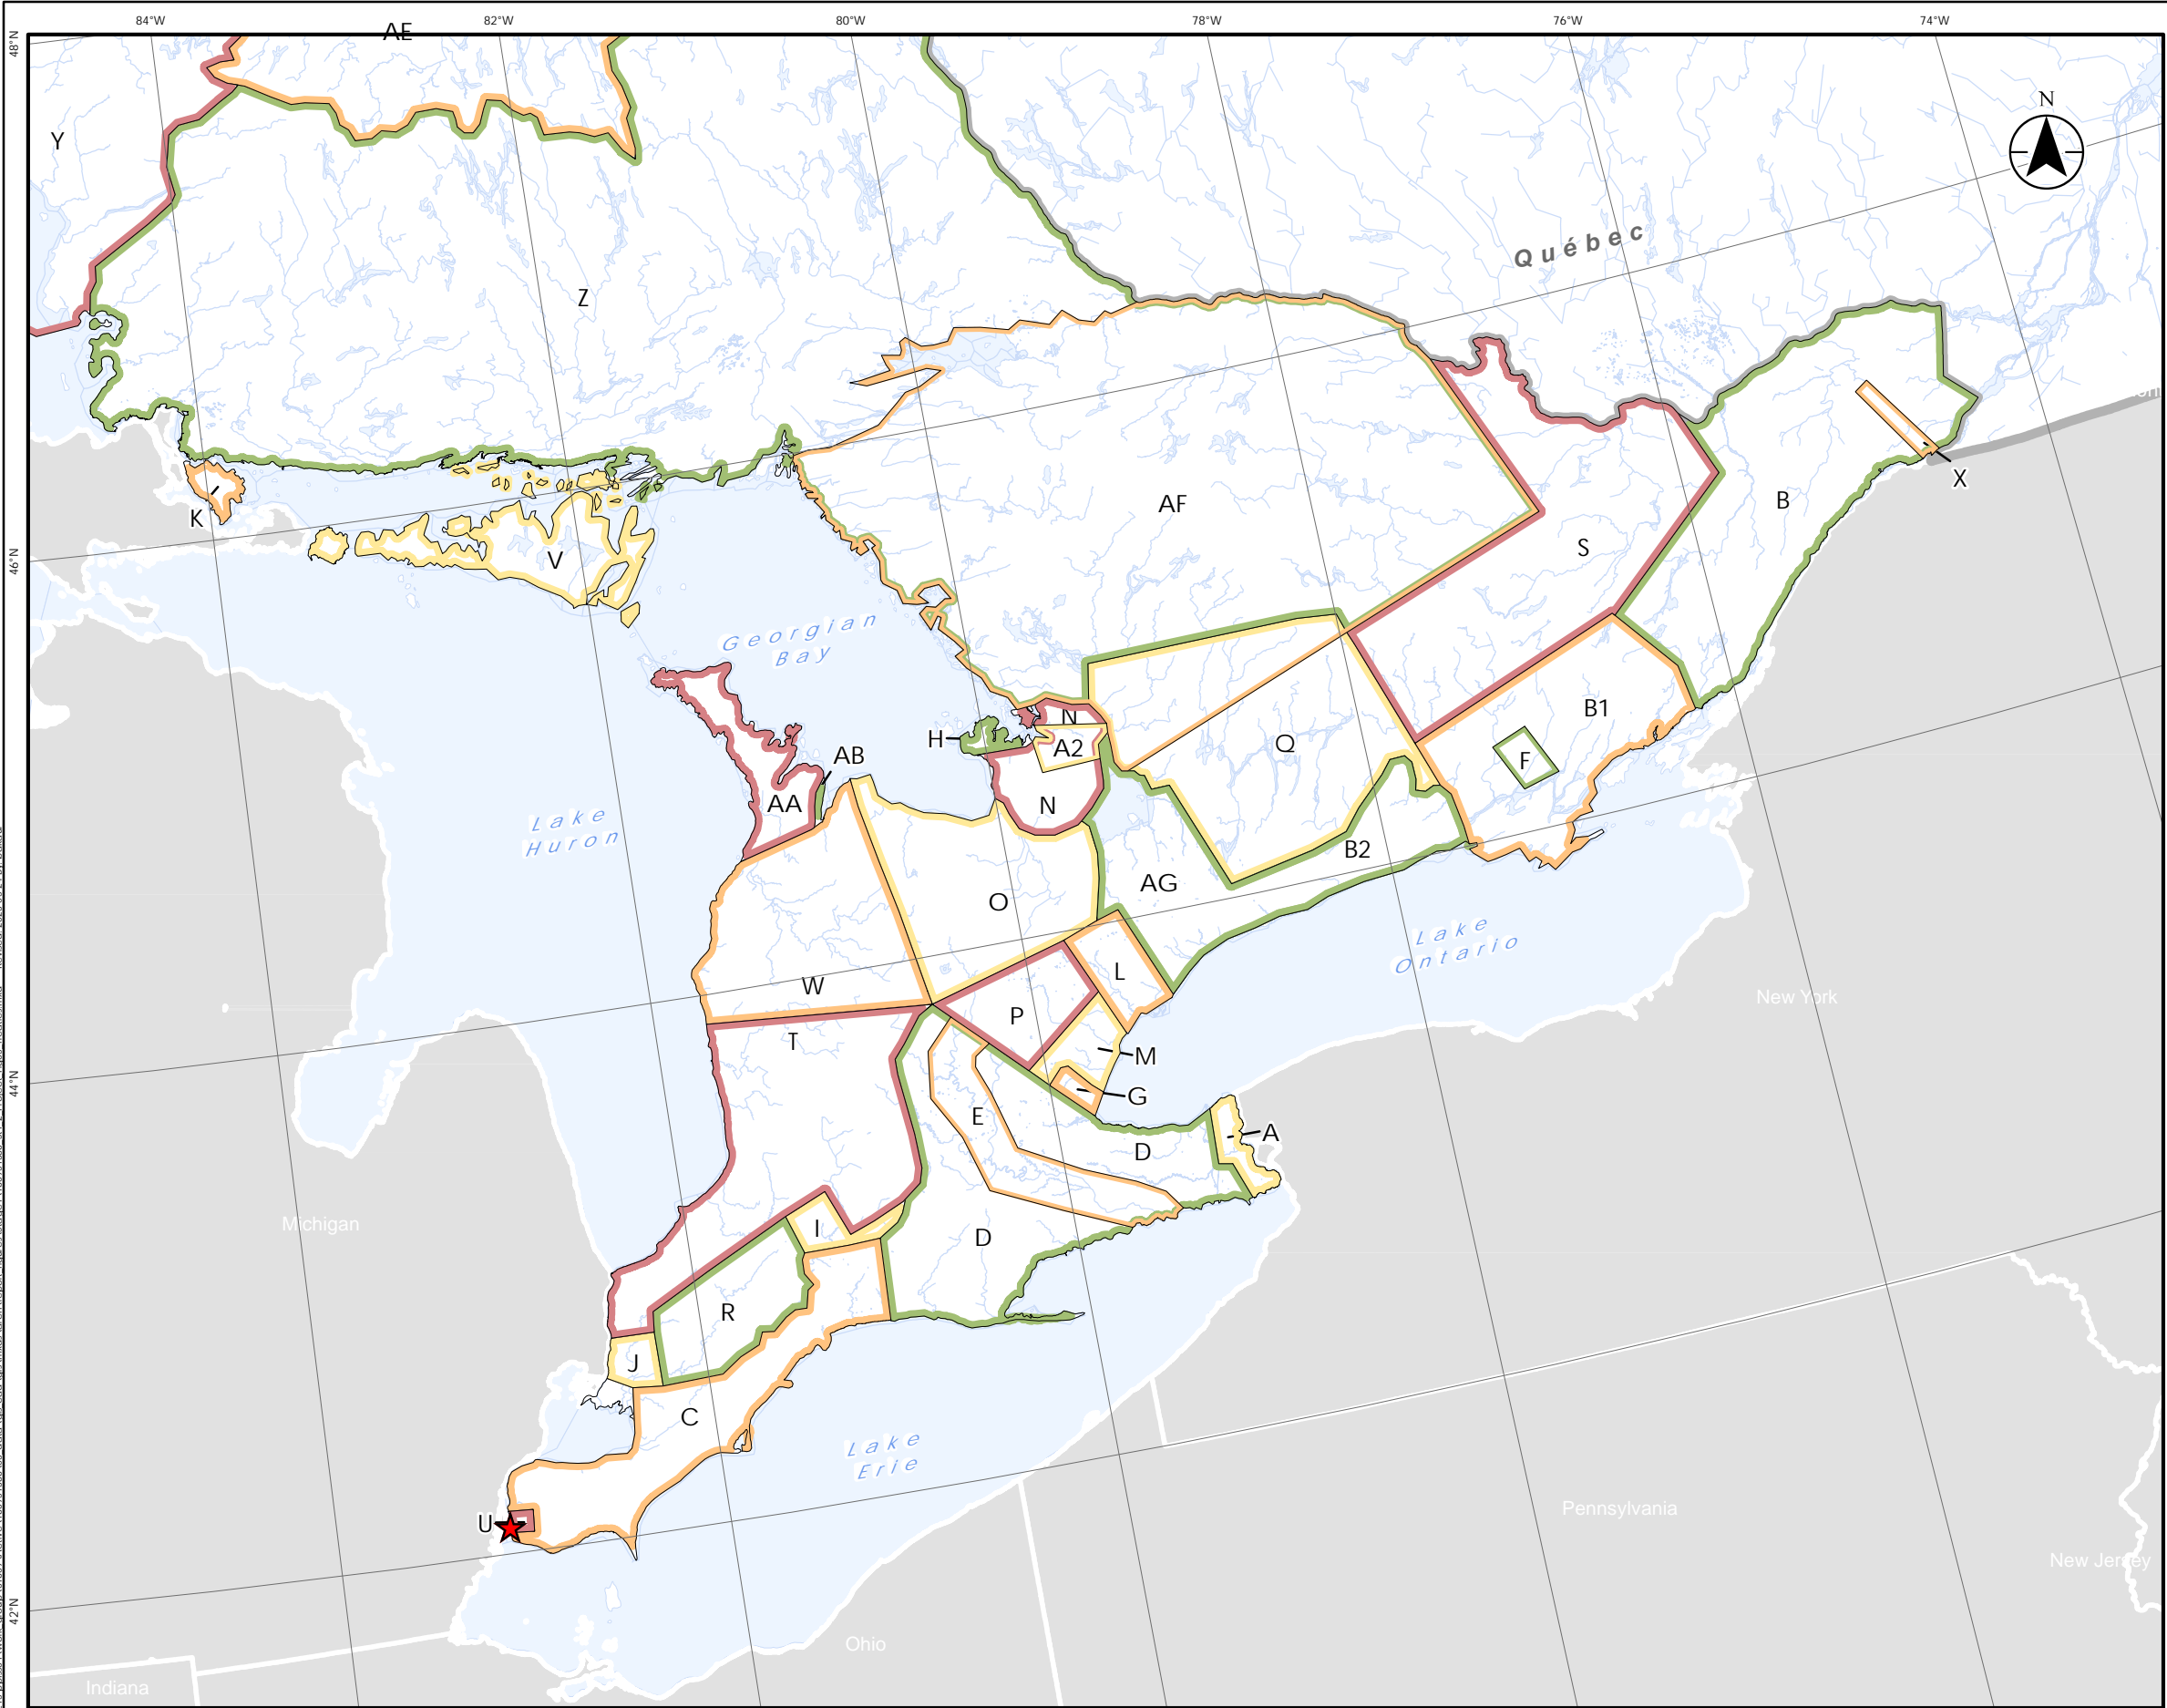 84°W
82°W
80°W
78°W
76°W
74°W
48°N
46°N
44°N
42°N
AE
N
Y
Québec
Z
X
B
AF
K
S
V
Georgian
Bay
N
B1
H
A2
Q
AB
F
AA
N
Lake
Huron
B2
AG
O
Lake
Ontario
L
W
New York
P
T
M
G
E
A
D
Michigan
I
D
R
J
C
Lake
Erie
U
Pennsylvania
New Jersey
Ohio
Indiana